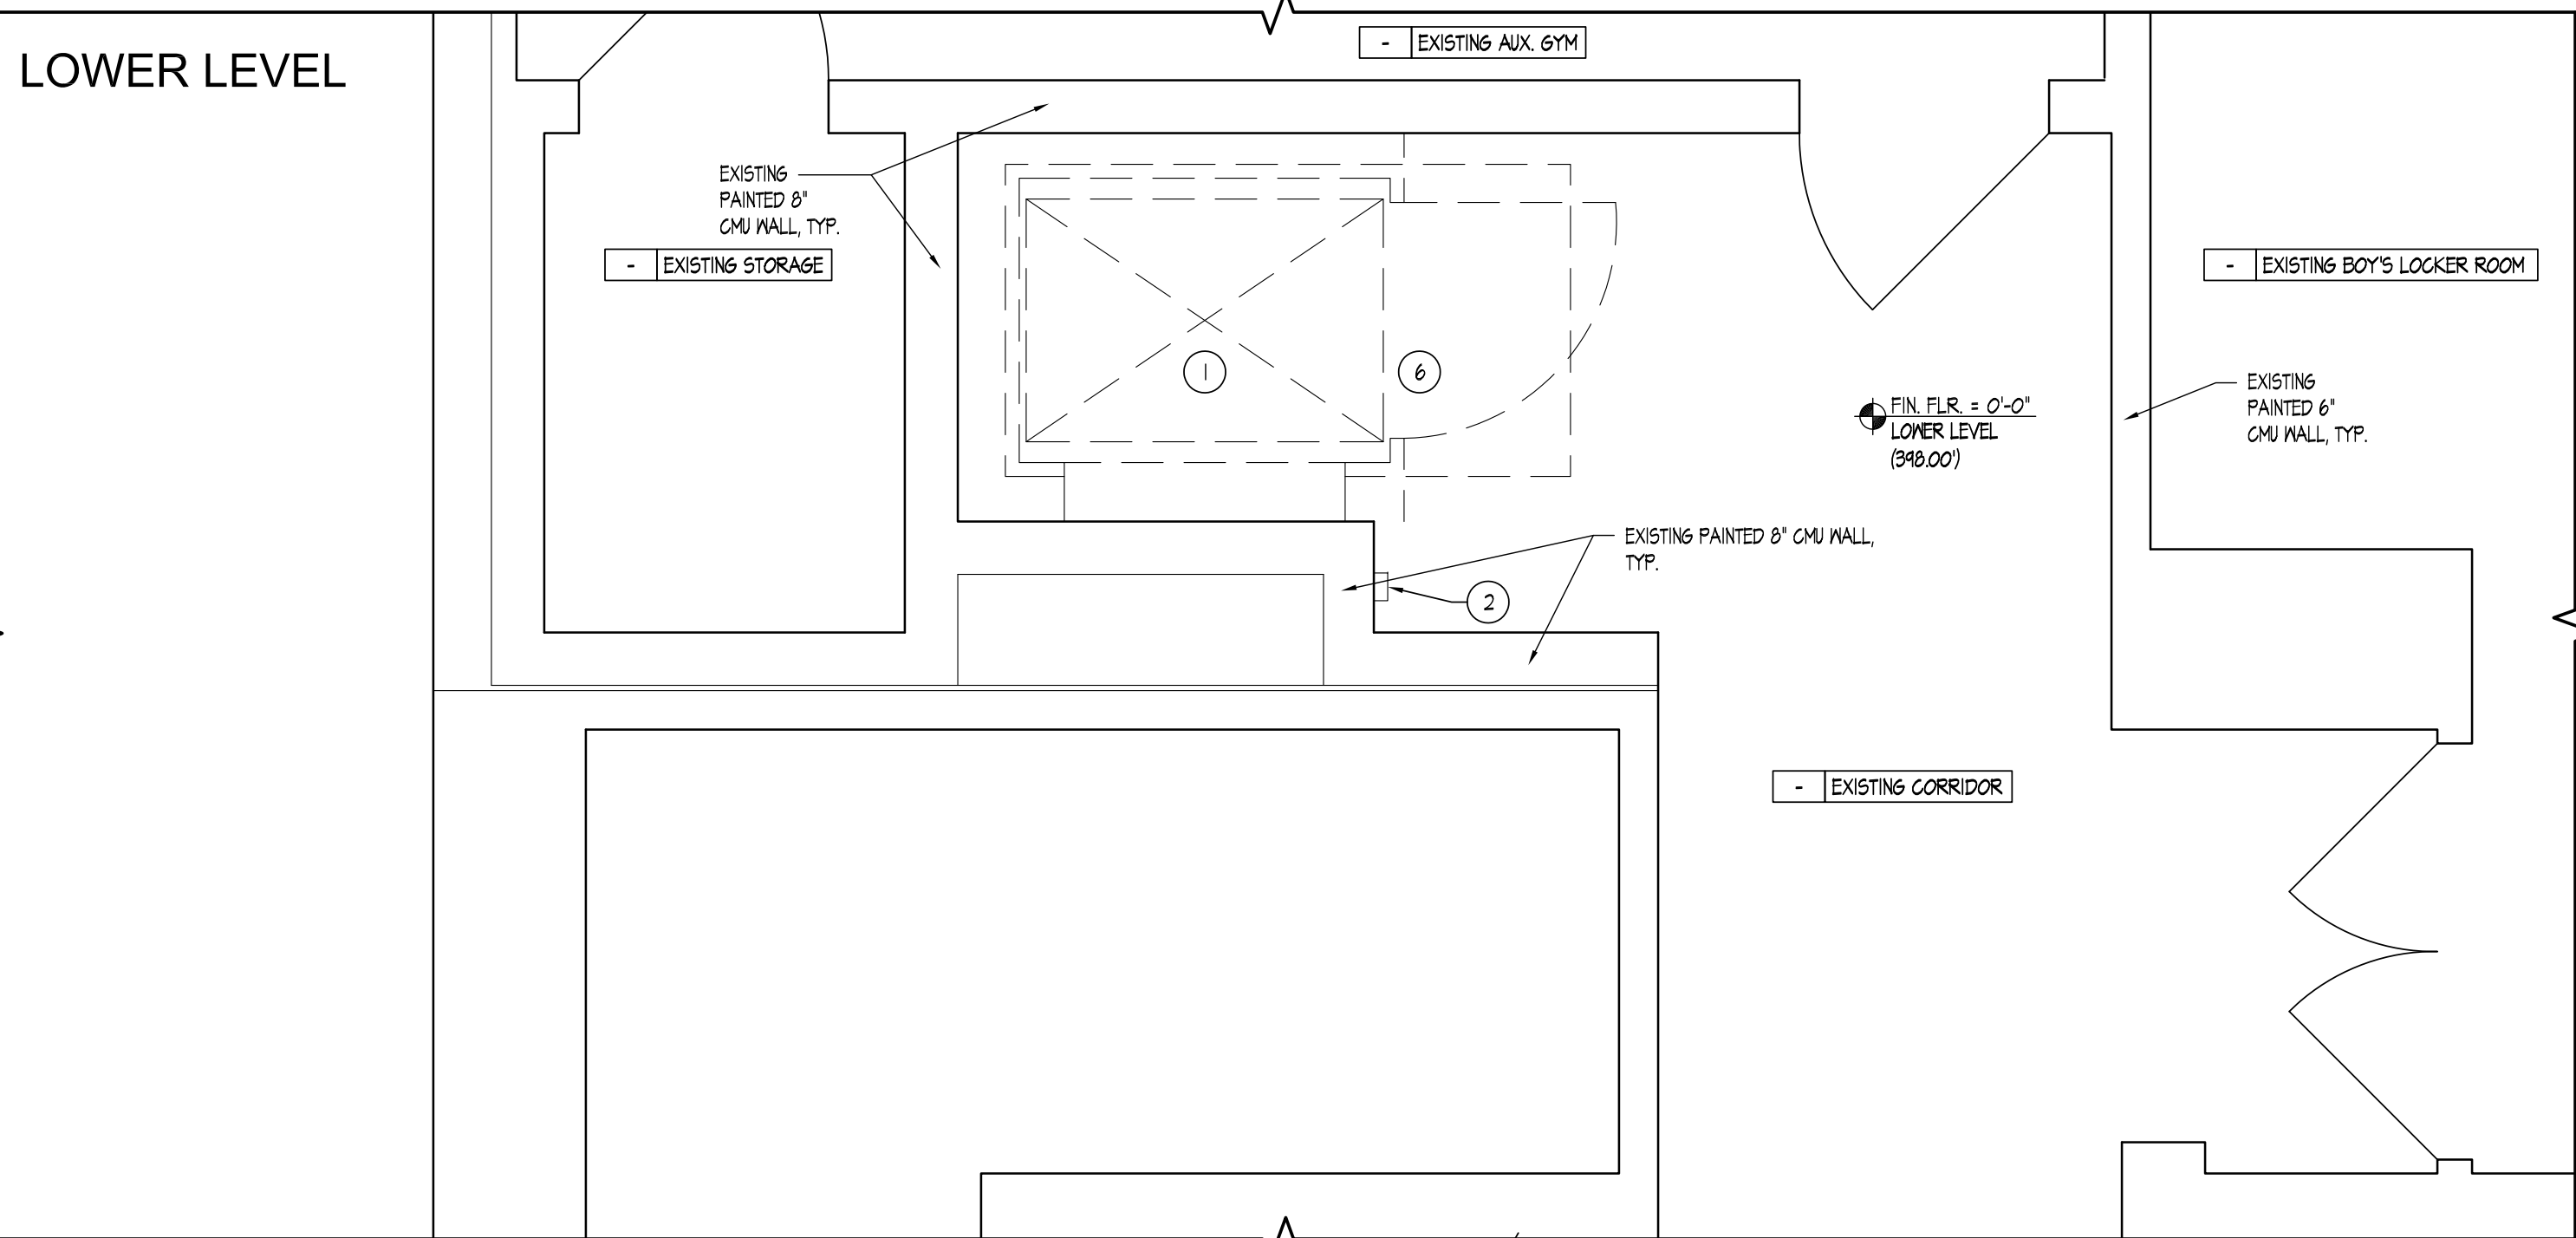 LOWER LEVEL
- EXISTING AUX. GYM
EXISTING
PAINTED 8"
CMU WALL, TYP.
- EXISTING STORAGE
- EXISTING BOY'S LOCKER ROOM
1
6
EXISTING
PAINTED 6"
CMU WALL, TYP.
FIN. FLR. = 0'-0"
LOWER LEVEL
(398.00')
EXISTING PAINTED 8" CMU WALL,
TYP.
2
- EXISTING CORRIDOR